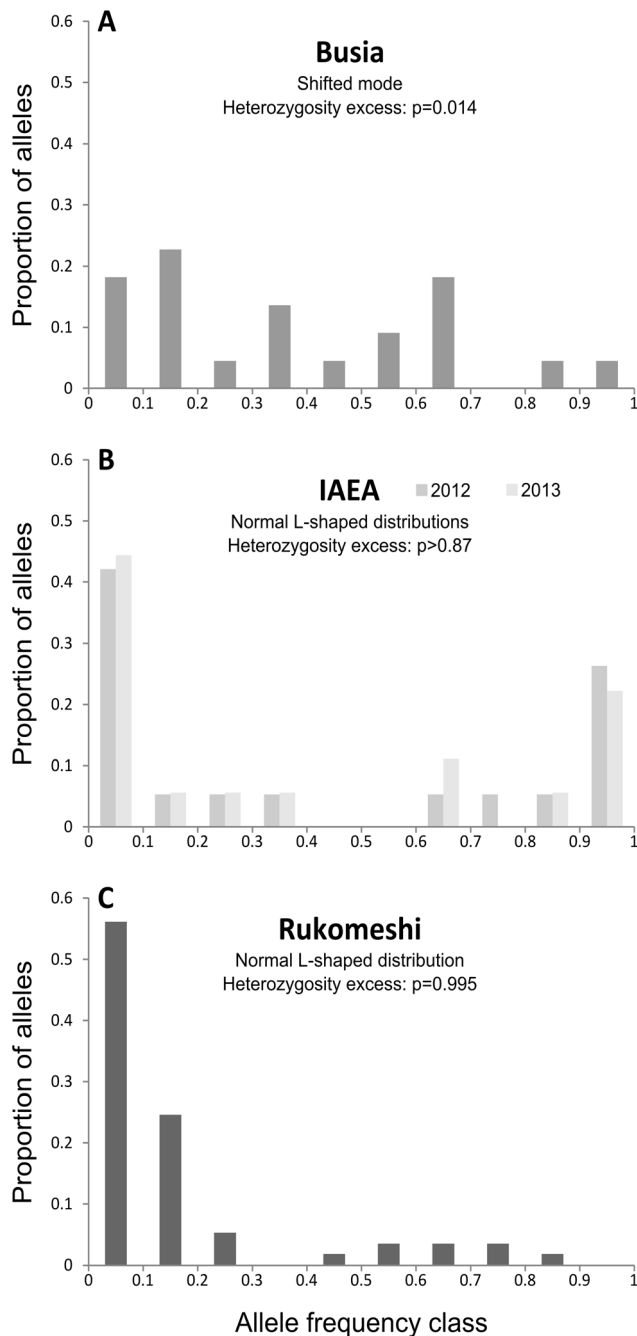 A
Busia
Shifted mode
Heterozygosity excess: p=0.014
Proportion of alleles
0.6
0.5
0.4
0.3
0.2
0.1
0
0 0.1 0.2 0.3 0.4 0.5 0.6 0.7 0.8 0.9 1
B
IAEA 2012 2013
Normal L-shaped distributions
Heterozygosity excess: p>0.87
Proportion of alleles
0.6
0.5
0.4
0.3
0.2
0.1
0
0 0.1 0.2 0.3 0.4 0.5 0.6 0.7 0.8 0.9 1
C
Rukomeshi
Normal L-shaped distribution
Heterozygosity excess: p=0.995
Proportion of alleles
0.6
0.5
0.4
0.3
0.2
0.1
0
0 0.1 0.2 0.3 0.4 0.5 0.6 0.7 0.8 0.9 1
Allele frequency class